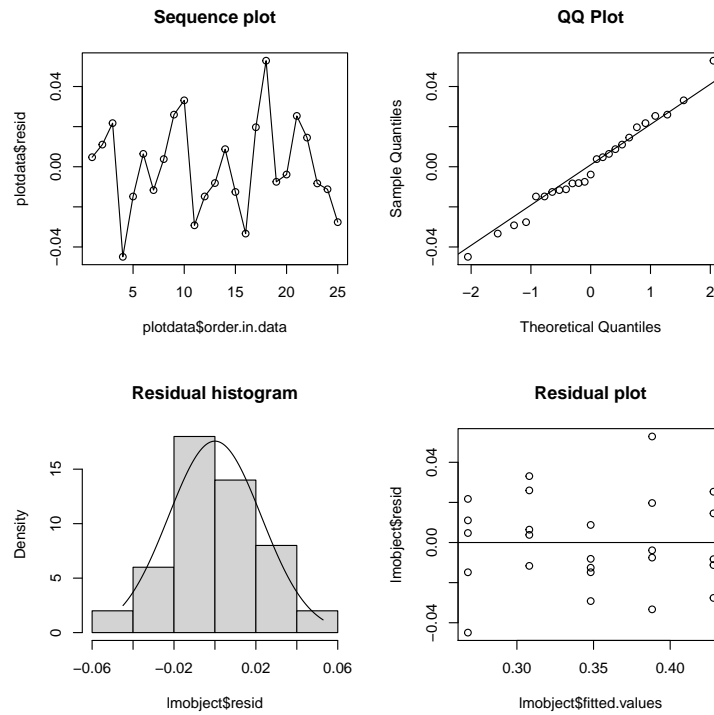 Sequence plot
plotdata$resid
−0.04
0.00
0.04
5
10
15
20
25
plotdata$order.in.data
QQ Plot
Sample Quantiles
−0.04
0.00
0.04
−2
−1
0
1
2
Theoretical Quantiles
Residual histogram
Density
0
5
10
15
−0.06
−0.02
0.02
0.06
lmobject$resid
Residual plot
lmobject$resid
−0.04
0.00
0.04
0.30
0.35
0.40
lmobject$fitted.values